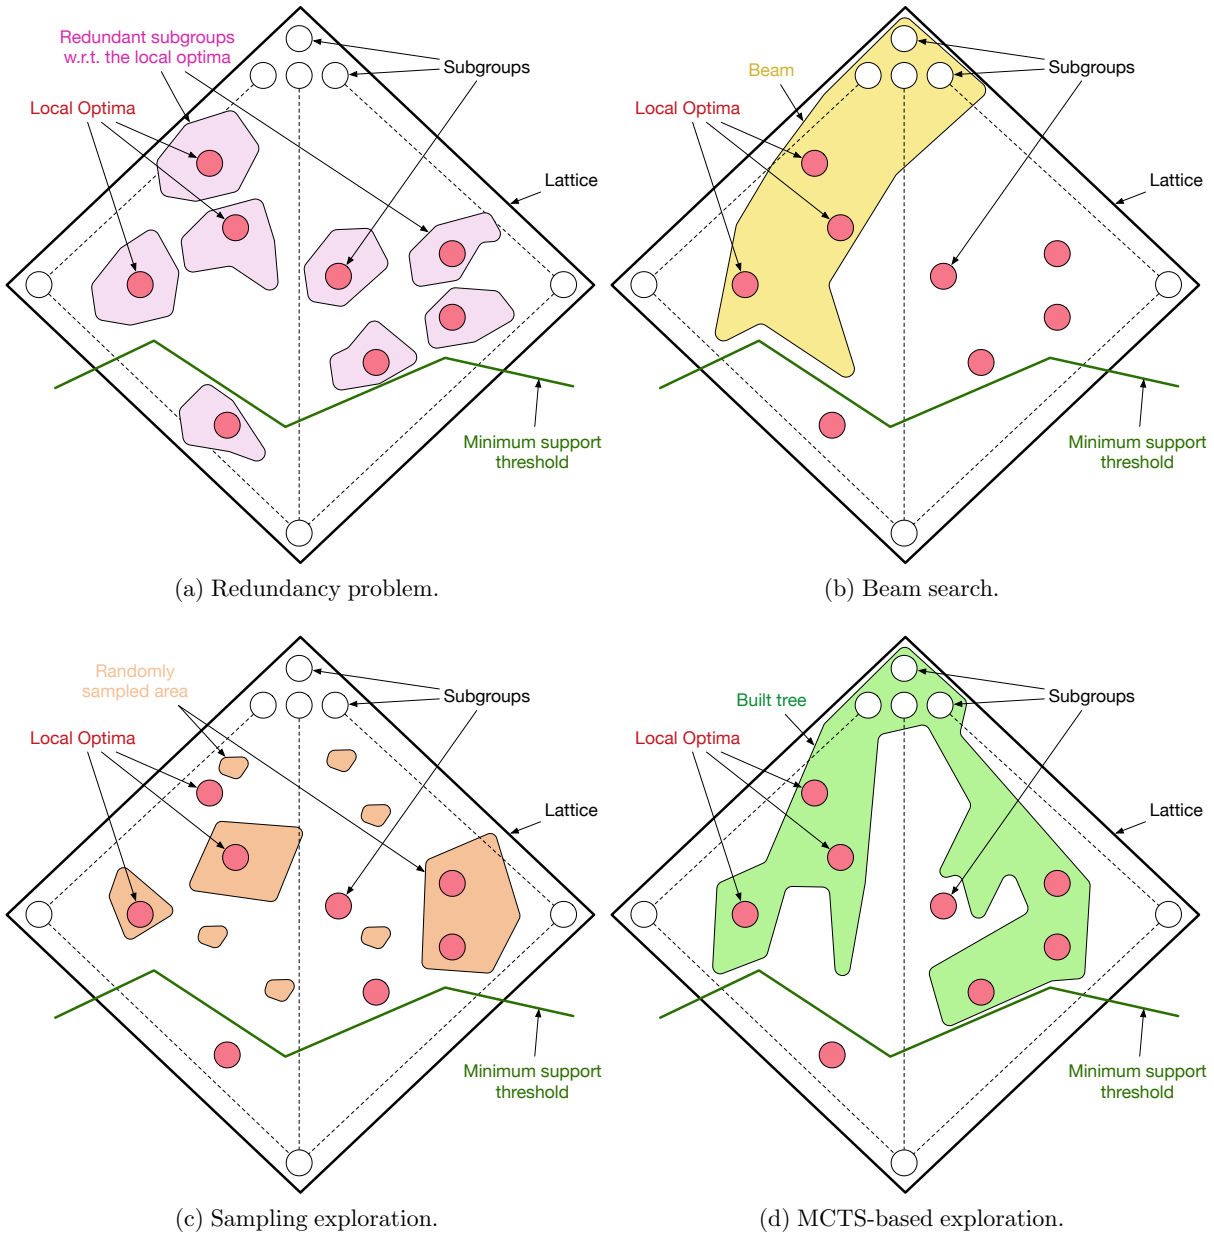 Redundant subgroups
w.r.t. the local optima
Subgroups
Local Optima
Lattice
Minimum support
threshold
(a) Redundancy problem.
Beam
Subgroups
Local Optima
Lattice
Minimum support
threshold
(b) Beam search.
Randomly
sampled area
Subgroups
Local Optima
Lattice
Minimum support
threshold
(c) Sampling exploration.
Built tree
Subgroups
Local Optima
Lattice
Minimum support
threshold
(d) MCTS-based exploration.